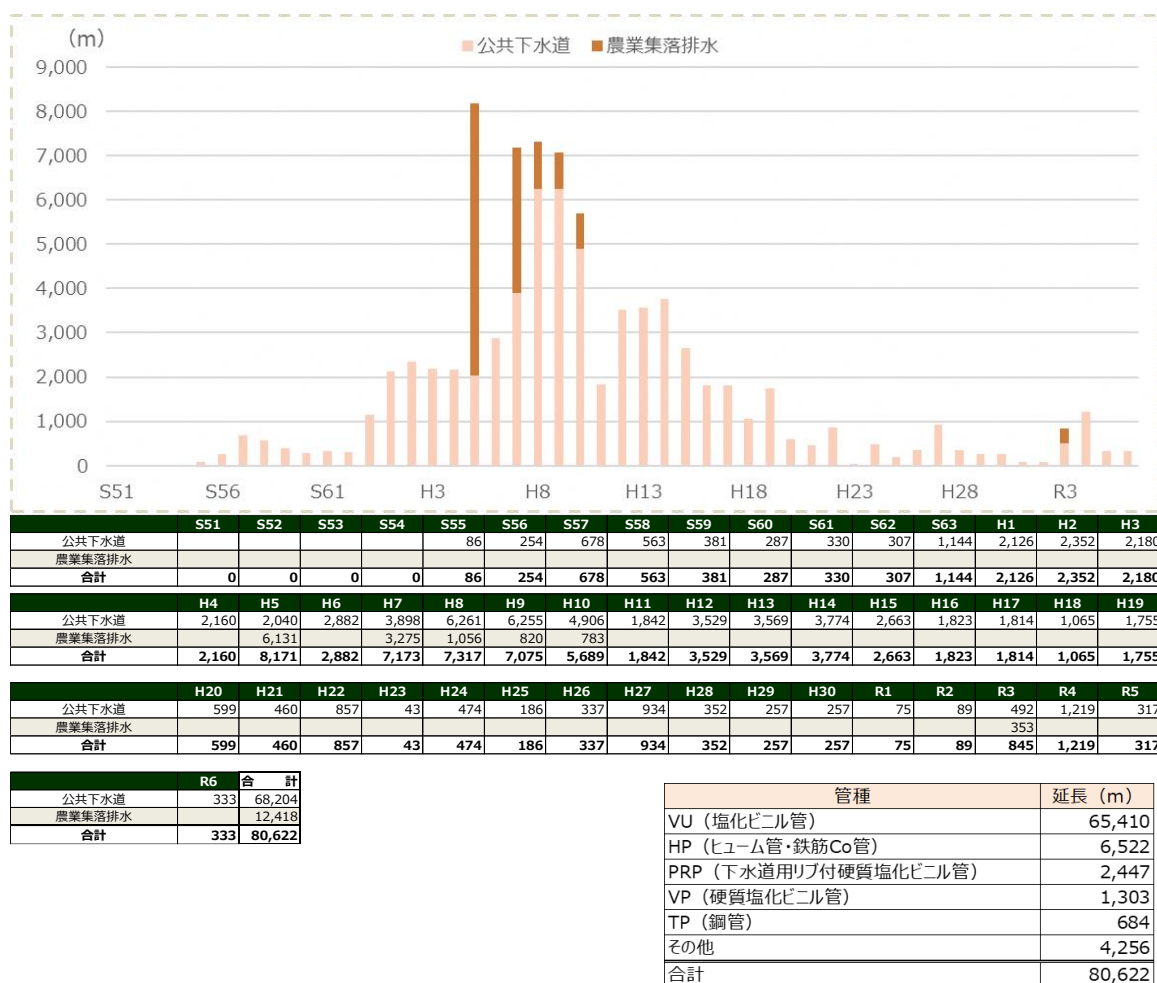 (m)
公共下水道 農業集落排水
9,000
8,000
7,000
6,000
5,000
4,000
3,000
2,000
1,000
0
S51 S56 S61 H3 H8 H13 H18 H23 H28 R3
S51 S52 S53 S54 S55 S56 S57 S58 S59 S60 S61 S62 S63 H1 H2 H3
公共下水道 86 254 678 563 381 287 330 307 1,144 2,126 2,352 2,180
農業集落排水
合計 0 0 0 0 86 254 678 563 381 287 330 307 1,144 2,126 2,352 2,180
H4 H5 H6 H7 H8 H9 H10 H11 H12 H13 H14 H15 H16 H17 H18 H19
公共下水道 2,160 2,040 2,882 3,898 6,261 6,255 4,906 1,842 3,529 3,569 3,774 2,663 1,823 1,814 1,065 1,755
農業集落排水 6,131 3,275 1,056 820 783
合計 2,160 8,171 2,882 7,173 7,317 7,075 5,689 1,842 3,529 3,569 3,774 2,663 1,823 1,814 1,065 1,755
H20 H21 H22 H23 H24 H25 H26 H27 H28 H29 H30 R1 R2 R3 R4 R5
公共下水道 599 460 857 43 474 186 337 934 352 257 257 75 89 492 1,219 317
農業集落排水 353
合計 599 460 857 43 474 186 337 934 352 257 257 75 89 845 1,219 317
R6 合 計
公共下水道 333 68,204
農業集落排水 12,418
合計 333 80,622
管種 延長(m)
VU(塩化ビニル管) 65,410
HP(ヒューム管・鉄筋Co管) 6,522
PRP(下水道用リブ付硬質塩化ビニル管) 2,447
VP(硬質塩化ビニル管) 1,303
TP(鋼管) 684
その他 4,256
合計 80,622